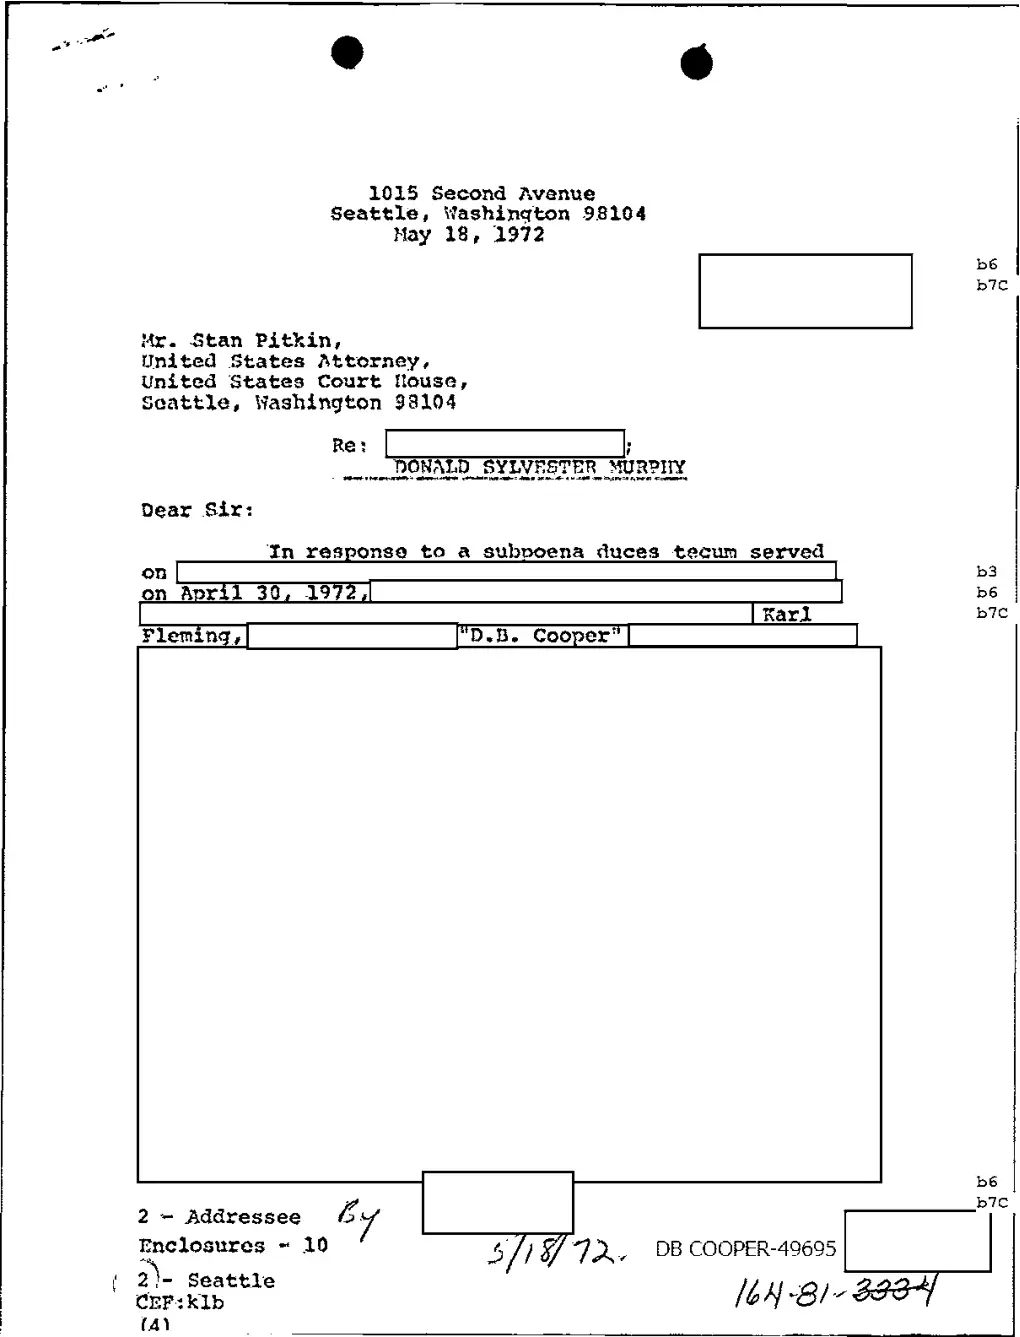 1015 Second Avenue
Seattle, Washington 98104
May 18, 1972
b6
b7C
Mr. Stan Pitkin,
United States Attorney,
United States Court House,
Seattle, Washington 98104
Re:                    ;
DONALD SYLVESTER MURPHY
Dear Sir:
In response to a subpoena duces tecum served
on
b3
on April 30, 1972,
b6
Karl
b7C
Fleming,                    "D.B. Cooper"
b6
b7C
2 - Addressee By
Enclosures - 10
5/18/72.
DB COOPER-49695
2 - Seattle
164-81-3334
CEF:klb
(4)